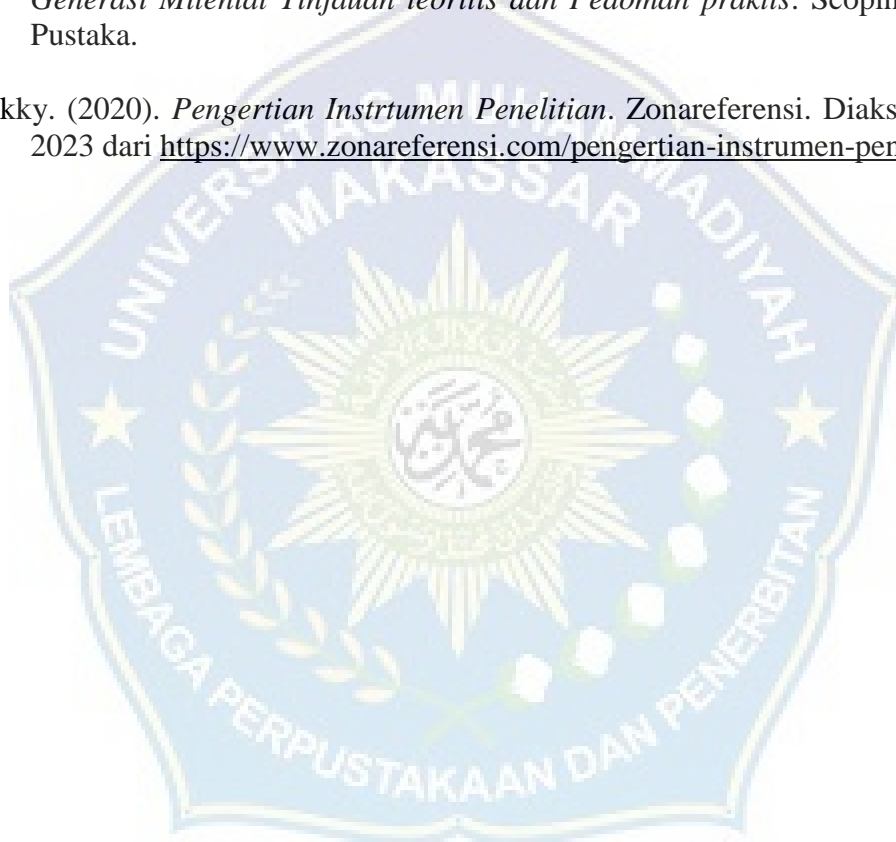 Generasi Milenial Tinjauan teoritis dan Pedoman praktis. Scopin
Pustaka.
kky. (2020). Pengertian Instrtumen Penelitian. Zonareferensi. Diaks
2023 dari https://www.zonareferensi.com/pengertian-instrumen-pen
UNIVERSITAS MUHAMMADIYAH
MAKASSAR
LEMBAGA PERPUSTAKAAN DAN PENERBITAN